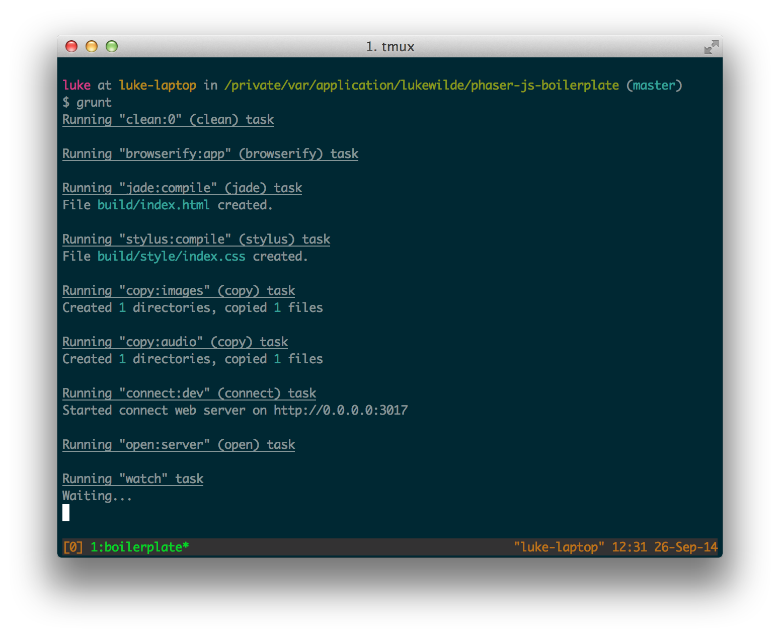 1. tmux
luke at luke-laptop in /private/var/application/lukewilde/phaser-js-boilerplate (master)
$ grunt
Running "clean:0" (clean) task
Running "browserify:app" (browserify) task
Running "jade:compile" (jade) task
File build/index.html created.
Running "stylus:compile" (stylus) task
File build/style/index.css created.
Running "copy:images" (copy) task
Created 1 directories, copied 1 files
Running "copy:audio" (copy) task
Created 1 directories, copied 1 files
Running "connect:dev" (connect) task
Started connect web server on http://0.0.0.0:3017
Running "open:server" (open) task
Running "watch" task
Waiting...
[0] 1:boilerplate* "luke-laptop" 12:31 26-Sep-14